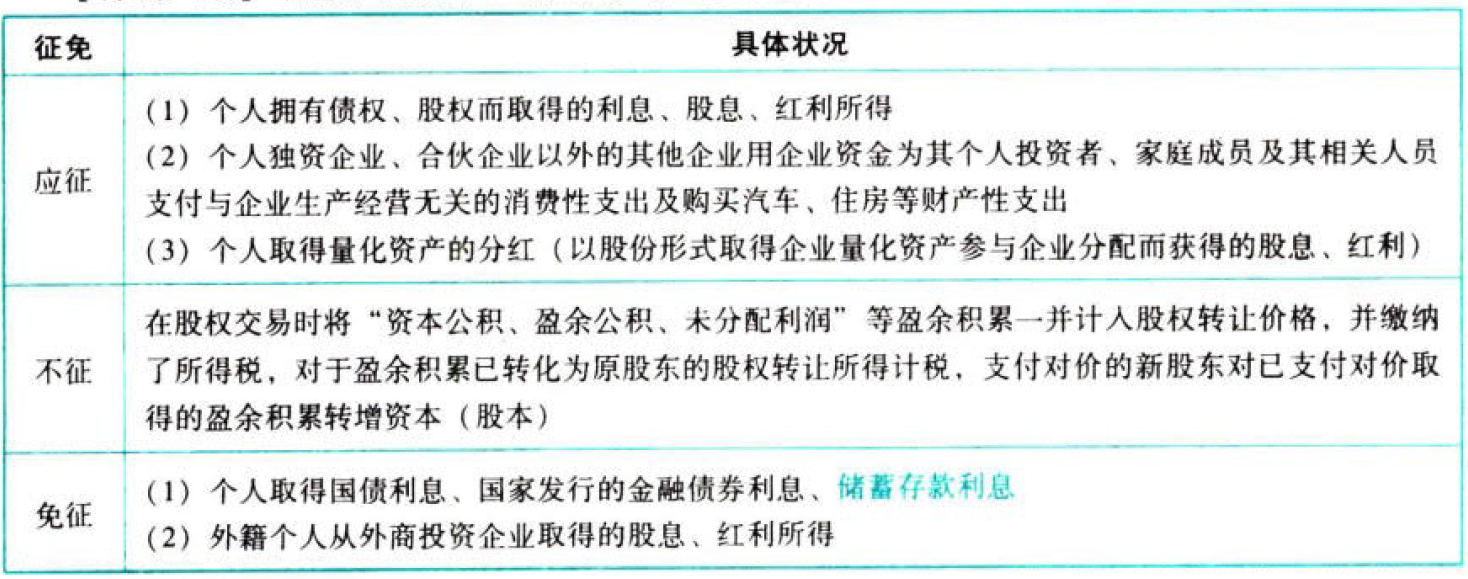 征免 具体状况
(1) 个人拥有债权、股权而取得的利息、股息、红利所得
(2) 个人独资企业、合伙企业以外的其他企业用企业资金为其个人投资者、家庭成员及其相关人员
应征
支付与企业生产经营无关的消费性支出及购买汽车、住房等财产性支出
(3) 个人取得量化资产的分红（以股份形式取得企业量化资产参与企业分配而获得的股息、红利）
在股权交易时将“资本公积、盈余公积、未分配利润”等盈余积累一并计入股权转让价格，并缴纳
不征
了所得税，对于盈余积累已转化为原股东的股权转让所得计税，支付对价的新股东对已支付对价取
得的盈余积累转增资本（股本）
免征
(1) 个人取得国债利息、国家发行的金融债券利息、储蓄存款利息
(2) 外籍个人从外商投资企业取得的股息、红利所得